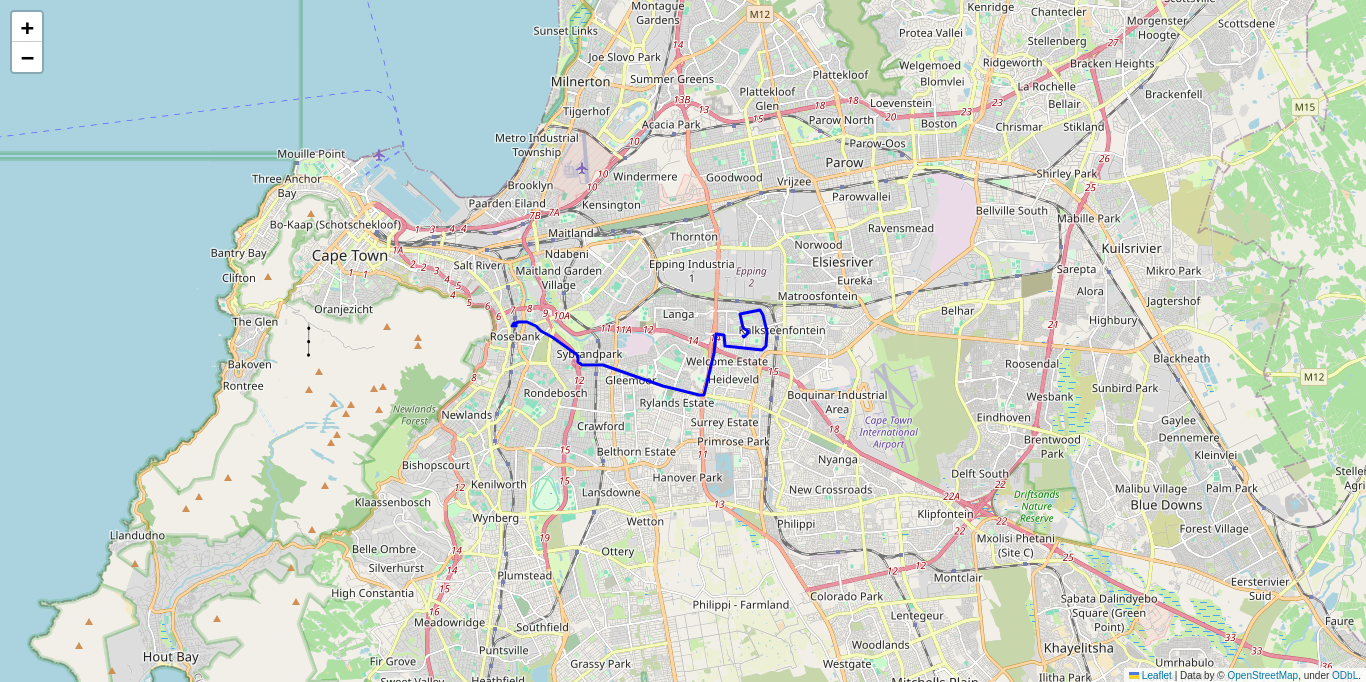 +
−
Montague
Gardens
M12
Kenridge
Chantecler
Morgenster
Hoogte
Scottsdene
Sunset Links
Protea Vallei
Stellenberg
Joe Slovo Park
Welgemoed
Ridgeworth
Bracken Heights
Milnerton
Summer Greens
Plattekloof
Blomvlei
La Rochelle
Plattekloof
Glen
Loevenstein
Bellair
Brackenfell
M15
Tijgerhof
Acacia Park
Parow North
Boston
Chrismar
Stikland
Metro Industrial
Township
Parow-Oos
Mouille Point
Parow
Three Anchor
Bay
Windermere
Goodwood
Vrijzee
Shirley Park
Brooklyn
Parowvallei
Paarden Eiland
Kensington
Bellville South
Mabille Park
Bo-Kaap (Schotschekloof)
Maitland
Thornton
Ravensmead
Norwood
Kuilsrivier
Bantry Bay
Cape Town
Ndabeni
Salt River
Maitland Garden
Village
Epping Industria
1
Epping
2
Elsiesriver
Sarepta
Mikro Park
Clifton
Eureka
Alora
Matroosfontein
Jagtershof
Oranjezicht
Langa
Belhar
Highbury
The Glen
Rosebank
Kalksteenfontein
Sybrandpark
Welcome Estate
Blackheath
Bakoven
Roosendal
Rontree
Gleemoor
Heideveld
M12
Rondebosch
Boquinar Industrial
Area
Sunbird Park
Wesbank
Newlands
Forest
Newlands
Rylands Estate
Eindhoven
Gaylee
Crawford
Surrey Estate
Cape Town
International
Airport
Brentwood
Park
Dennemere
Primrose Park
Belthorn Estate
Kleinvlei
Bishopscourt
Nyanga
Delft South
Hanover Park
Kenilworth
Lansdowne
New Crossroads
Malibu Village
Palm Park
Klaassenbosch
Driftsands
Nature
Reserve
Blue Downs
Wynberg
Wetton
Philippi
Klipfontein
Forest Village
Llandudno
Mxolisi Phetani
(Site C)
Belle Ombre
Ottery
Silverhurst
Plumstead
Montclair
Eersterivier
Suid
High Constantia
Colorado Park
Sabata Dalindyebo
Square (Green
Point)
Philippi - Farmland
Lentegeur
Meadowridge
Southfield
Faure
Hout Bay
Puntsville
Woodlands
Khayelitsha
Fir Grove
Grassy Park
Westgate
Umrhabulo
Ilitha Park
Leaflet | Data by © OpenStreetMap, under ODbL.